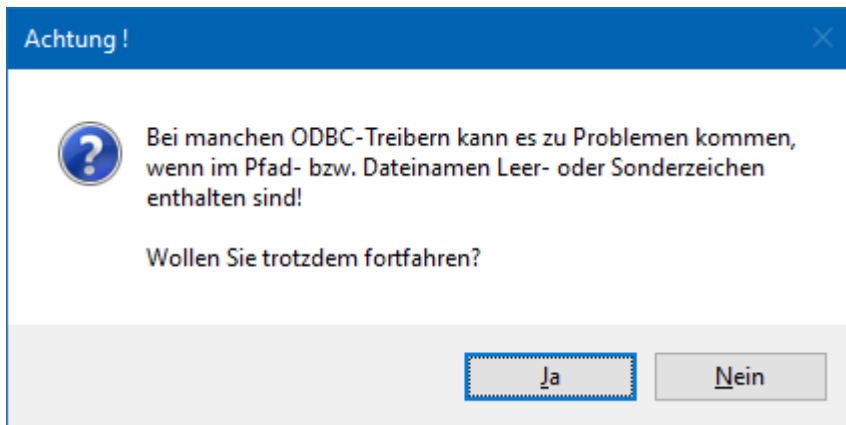 Achtung !
Bei manchen ODBC-Treibern kann es zu Problemen kommen,
wenn im Pfad- bzw. Dateinamen Leer- oder Sonderzeichen
enthalten sind!
Wollen Sie trotzdem fortfahren?
Ja
Nein